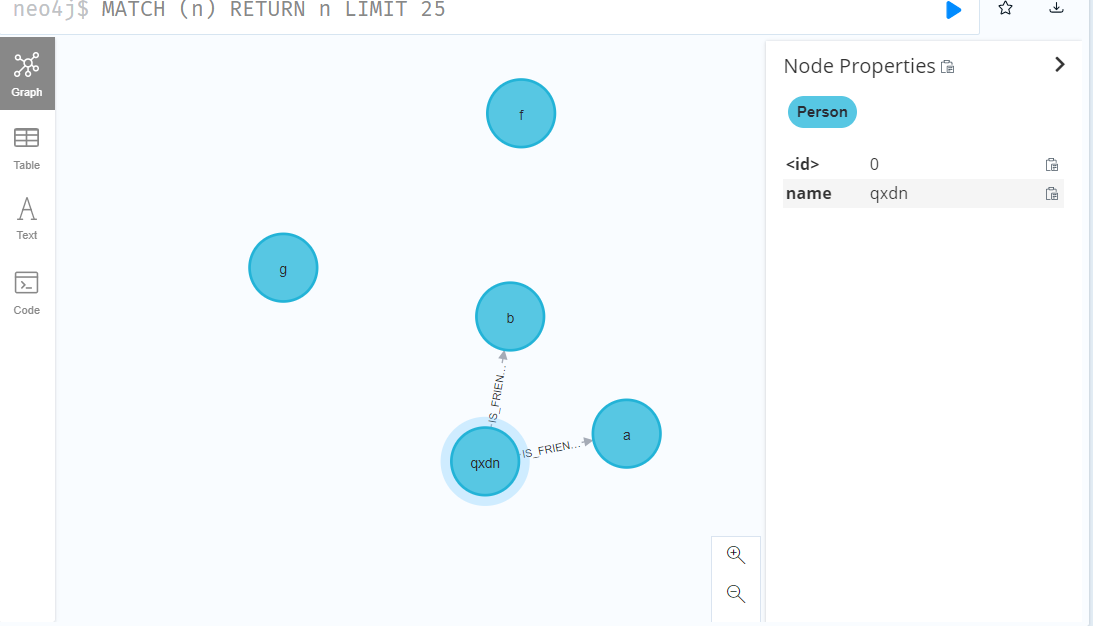 neo4j$ MATCH (n) RETURN n LIMIT 25
Graph
Table
Text
Code
f
g
b
IS_FRIEN...
qxdn
IS_FRIEN...
a
Node Properties
Person
<id> 0
name qxdn